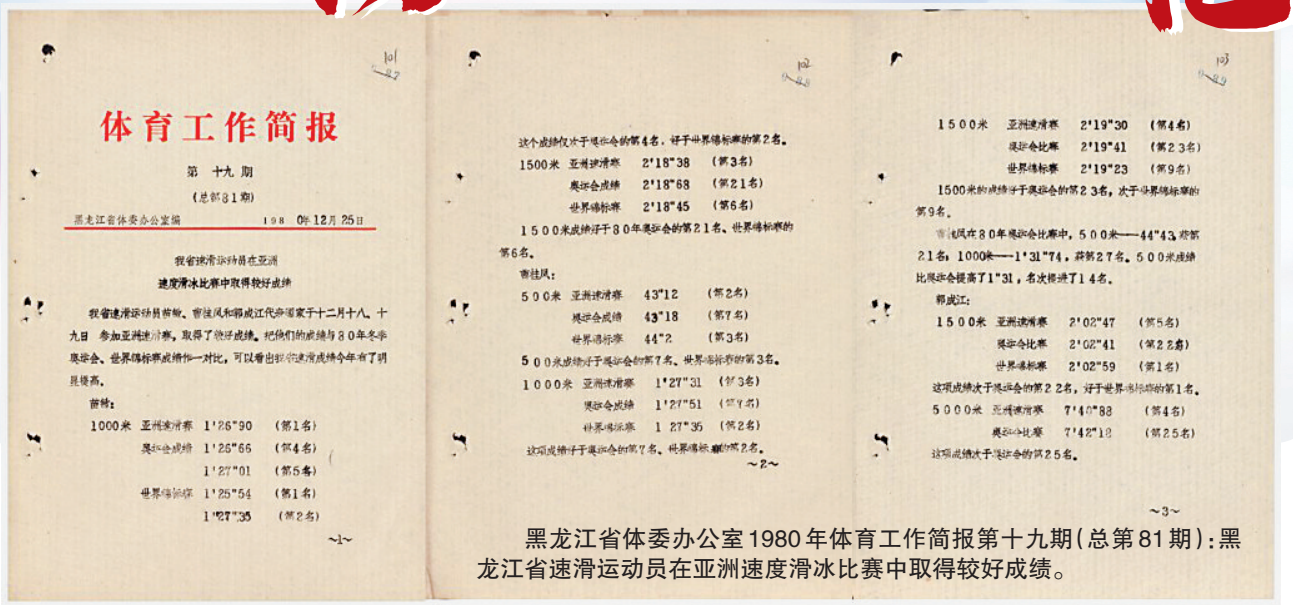 101
体育工作简报
第 十九 期
(总第81期)
黑龙江省体委办公室编 1980年12月25日
我省速滑运动员在亚洲
速度滑冰比赛中取得较好成绩
我省速滑运动员苗敏、曹桂凤和郭成江代表国家于十二月十八、十
九日 参加亚洲速滑赛,取得了较好成绩。把他们的成绩与80年冬季
奥运会、世界锦标赛成绩作一对比,可以看出我省速滑成绩今年有了明
显提高。
苗敏:
1000米 亚洲速滑赛 1'26"90 (第1名)
奥运会成绩 1'26"66 (第4名)
1'27"01 (第5名)
世界锦标赛 1'25"54 (第1名)
1'27"35 (第2名)
~1~
102
这个成绩仅次于奥运会的第4名,好于世界锦标赛的第2名。
1500米 亚洲速滑赛 2'18"38 (第3名)
奥运会成绩 2'18"68 (第21名)
世界锦标赛 2'18"45 (第6名)
1500米成绩好于80年奥运会的第21名、世界锦标赛的
第6名。
曹桂凤:
500米 亚洲速滑赛 43"12 (第2名)
奥运会成绩 43"18 (第7名)
世界锦标赛 44"2 (第3名)
500米成绩好于奥运会的第7名、世界锦标赛的第3名。
1000米 亚洲速滑赛 1'27"31 (第3名)
奥运会成绩 1'27"51 (第7名)
世界锦标赛 1 27"35 (第2名)
这项成绩好于奥运会的第7名、世界锦标赛的第2名。
~2~
103
1500米 亚洲速滑赛 2'19"30 (第4名)
奥运会比赛 2'19"41 (第23名)
世界锦标赛 2'19"23 (第9名)
1500米的成绩好于奥运会的第23名,次于世界锦标赛的
第9名。
曹桂凤在80年奥运会比赛中,500米——44"43,获第
21名;1000米——1'31"74,获第27名。500米成绩
比奥运会提高了1"31,名次推进了14名。
郭成江:
1500米 亚洲速滑赛 2'02"47 (第5名)
奥运会比赛 2'02"41 (第22名)
世界锦标赛 2'02"59 (第1名)
这项成绩次于奥运会的第22名,好于世界锦标赛的第1名。
5000米 亚洲速滑赛 7'40"88 (第4名)
奥运会比赛 7'42"18 (第25名)
这项成绩次于奥运会的第25名。
~3~
黑龙江省体委办公室1980年体育工作简报第十九期(总第81期):黑
龙江省速滑运动员在亚洲速度滑冰比赛中取得较好成绩。